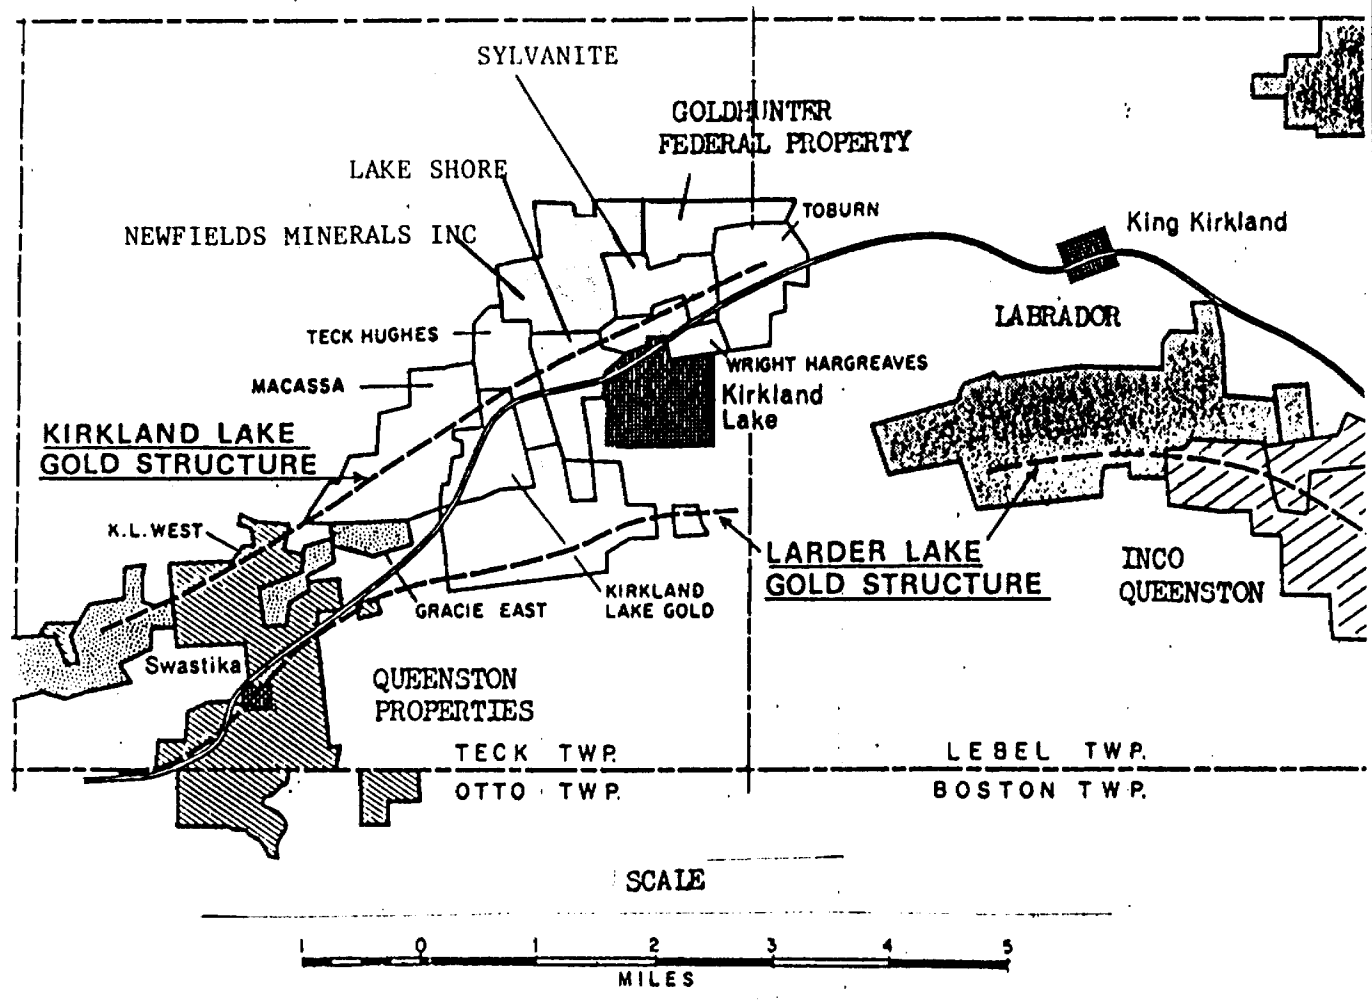 SYLVANITE
GOLDHUNTER
FEDERAL PROPERTY
LAKE SHORE
TOBURN
King Kirkland
NEWFIELDS MINERALS INC
LABRADOR
TECK HUGHES
WRIGHT HARGREAVES
MACASSA
Kirkland
Lake
KIRKLAND LAKE
GOLD STRUCTURE
K.L. WEST
LARDER LAKE
GOLD STRUCTURE
INCO
QUEENSTON
GRACIE EAST
KIRKLAND
LAKE GOLD
Swastika
QUEENSTON
PROPERTIES
TECK TWP.
LEBEL TWP.
OTTO TWP.
BOSTON TWP.
SCALE
1 0 1 2 3 4 5
MILES